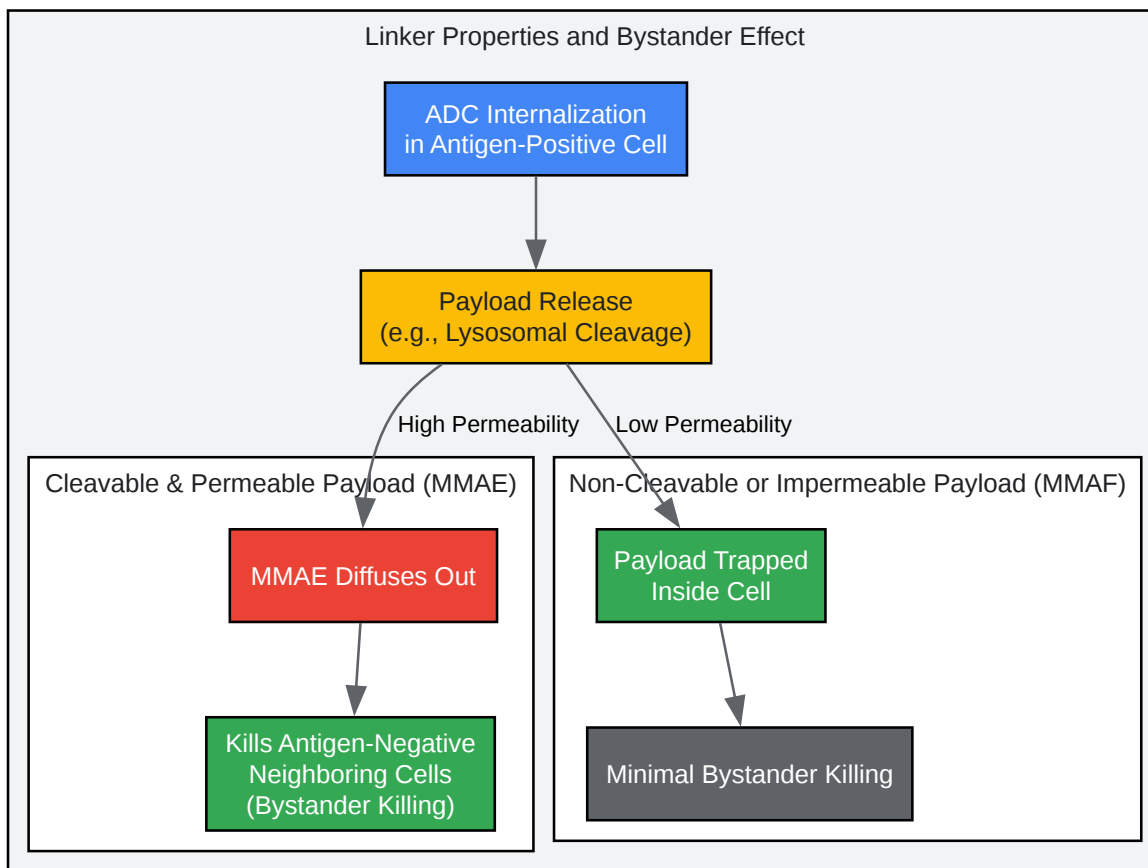 Linker Properties and Bystander Effect
ADC Internalization
in Antigen-Positive Cell
Payload Release
(e.g., Lysosomal Cleavage)
High Permeability
Low Permeability
Cleavable & Permeable Payload (MMAE)
Non-Cleavable or Impermeable Payload (MMAF)
MMAE Diffuses Out
Payload Trapped
Inside Cell
Kills Antigen-Negative
Neighboring Cells
(Bystander Killing)
Minimal Bystander Killing